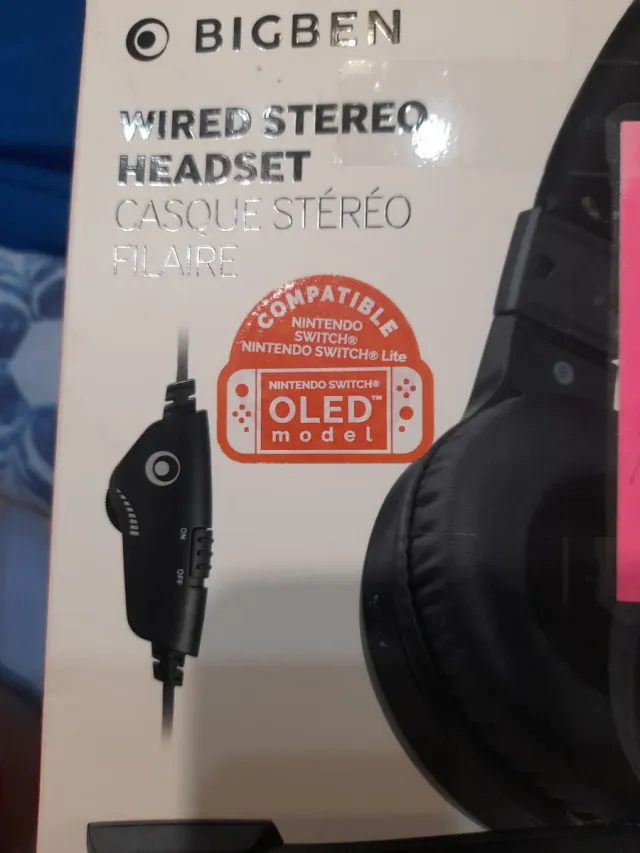 BIGBEN
WIRED STEREO
HEADSET
CASQUE STÉRÉO
FILAIRE
COMPATIBLE
NINTENDO
SWITCH®
NINTENDO SWITCH® Lite
NINTENDO SWITCH®
OLED™
model
ON OFF